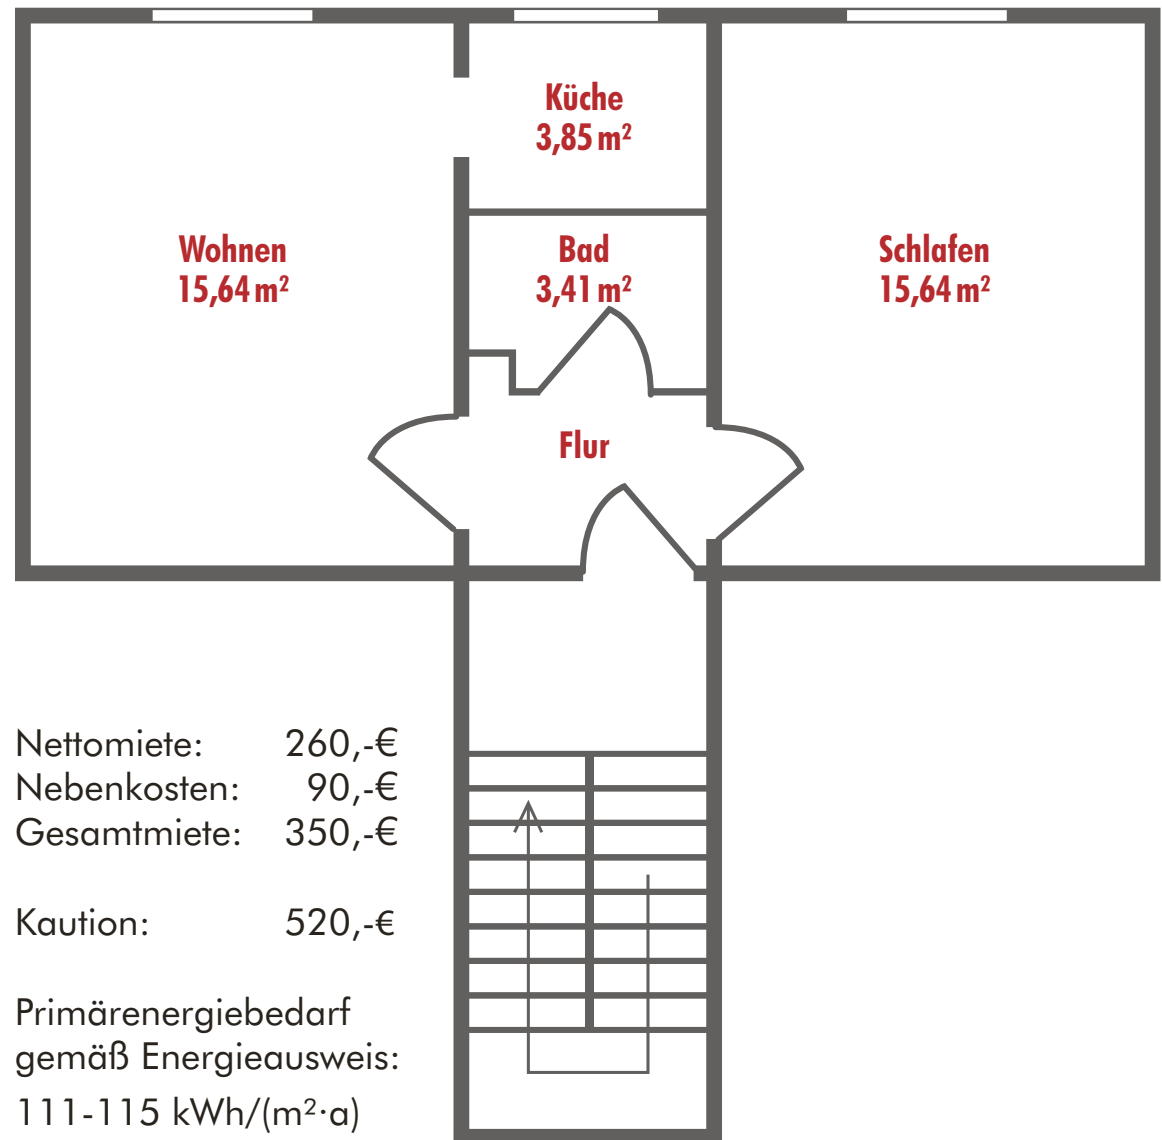 Küche
3,85 m²
Wohnen
15,64 m²
Bad
3,41 m²
Schlafen
15,64 m²
Flur
Nettomiete: 260,-€
Nebenkosten: 90,-€
Gesamtmiete: 350,-€
Kaution: 520,-€
Primärenergiebedarf
gemäß Energieausweis:
111-115 kWh/(m²·a)